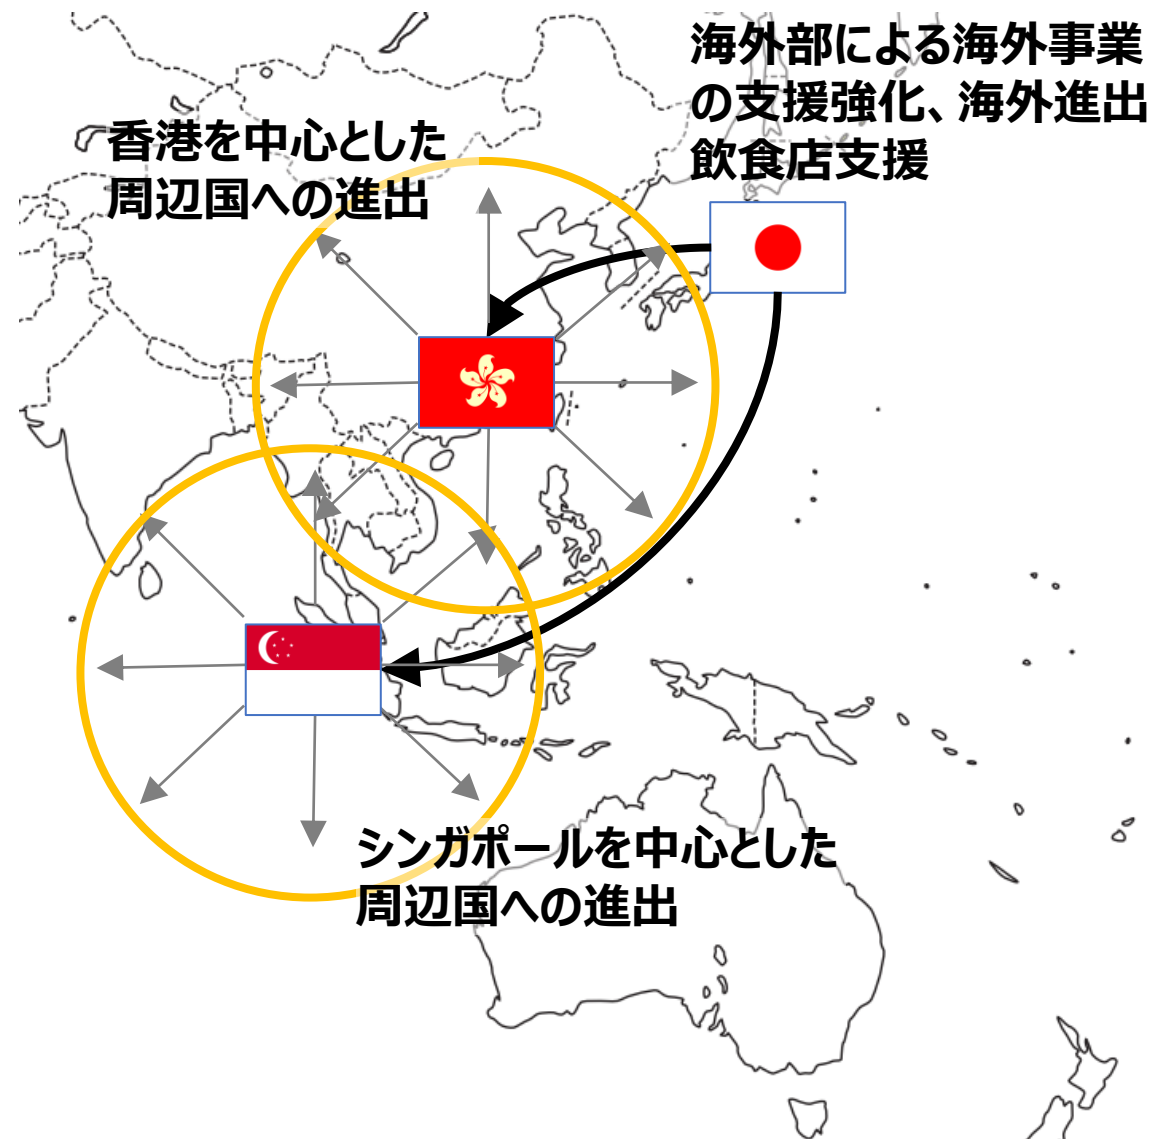 海外部による海外事業
の支援強化、海外進出
飲食店支援
香港を中心とした
周辺国への進出
シンガポールを中心とした
周辺国への進出